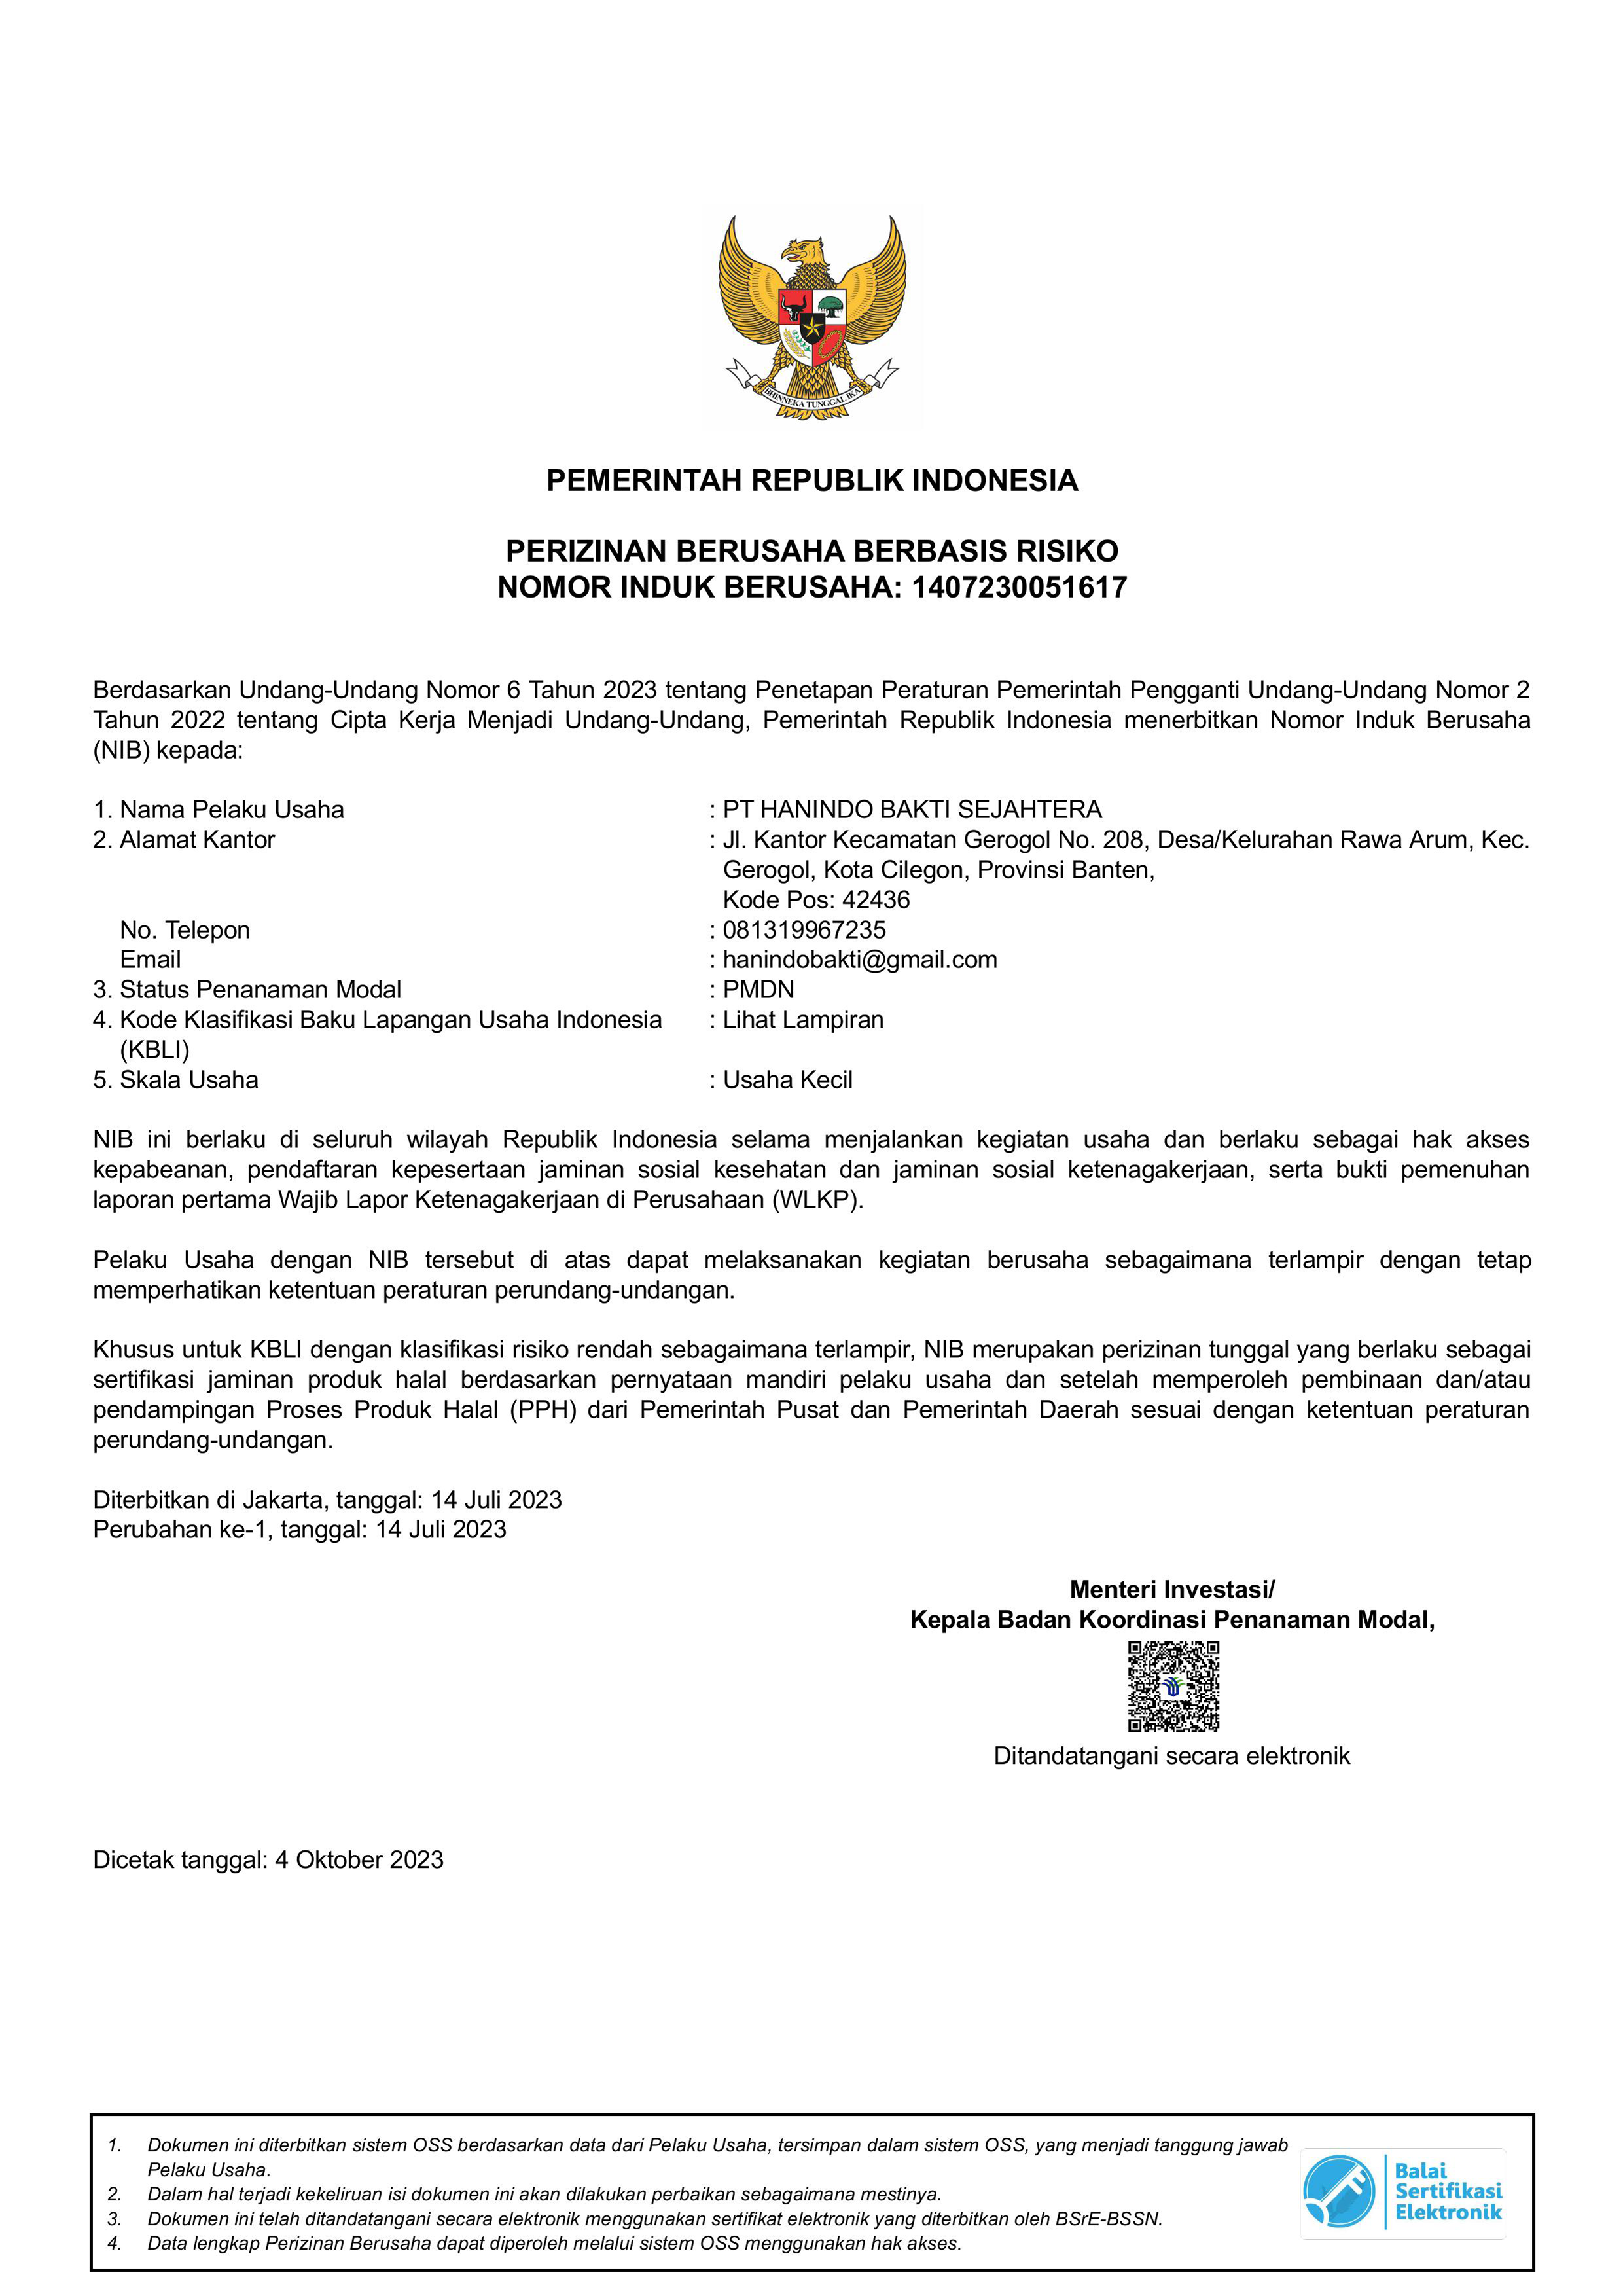 BHINNEKA TUNGGAL IKA
PEMERINTAH REPUBLIK INDONESIA
PERIZINAN BERUSAHA BERBASIS RISIKO
NOMOR INDUK BERUSAHA: 1407230051617
Berdasarkan Undang-Undang Nomor 6 Tahun 2023 tentang Penetapan Peraturan Pemerintah Pengganti Undang-Undang Nomor 2
Tahun 2022 tentang Cipta Kerja Menjadi Undang-Undang, Pemerintah Republik Indonesia menerbitkan Nomor Induk Berusaha
(NIB) kepada:
1. Nama Pelaku Usaha : PT HANINDO BAKTI SEJAHTERA
2. Alamat Kantor : Jl. Kantor Kecamatan Gerogol No. 208, Desa/Kelurahan Rawa Arum, Kec.
Gerogol, Kota Cilegon, Provinsi Banten,
Kode Pos: 42436
No. Telepon : 081319967235
Email : hanindobakti@gmail.com
3. Status Penanaman Modal : PMDN
4. Kode Klasifikasi Baku Lapangan Usaha Indonesia : Lihat Lampiran
(KBLI)
5. Skala Usaha : Usaha Kecil
NIB ini berlaku di seluruh wilayah Republik Indonesia selama menjalankan kegiatan usaha dan berlaku sebagai hak akses
kepabeanan, pendaftaran kepesertaan jaminan sosial kesehatan dan jaminan sosial ketenagakerjaan, serta bukti pemenuhan
laporan pertama Wajib Lapor Ketenagakerjaan di Perusahaan (WLKP).
Pelaku Usaha dengan NIB tersebut di atas dapat melaksanakan kegiatan berusaha sebagaimana terlampir dengan tetap
memperhatikan ketentuan peraturan perundang-undangan.
Khusus untuk KBLI dengan klasifikasi risiko rendah sebagaimana terlampir, NIB merupakan perizinan tunggal yang berlaku sebagai
sertifikasi jaminan produk halal berdasarkan pernyataan mandiri pelaku usaha dan setelah memperoleh pembinaan dan/atau
pendampingan Proses Produk Halal (PPH) dari Pemerintah Pusat dan Pemerintah Daerah sesuai dengan ketentuan peraturan
perundang-undangan.
Diterbitkan di Jakarta, tanggal: 14 Juli 2023
Perubahan ke-1, tanggal: 14 Juli 2023
Menteri Investasi/
Kepala Badan Koordinasi Penanaman Modal,
Ditandatangani secara elektronik
Dicetak tanggal: 4 Oktober 2023
1. Dokumen ini diterbitkan sistem OSS berdasarkan data dari Pelaku Usaha, tersimpan dalam sistem OSS, yang menjadi tanggung jawab
Pelaku Usaha.
2. Dalam hal terjadi kekeliruan isi dokumen ini akan dilakukan perbaikan sebagaimana mestinya.
3. Dokumen ini telah ditandatangani secara elektronik menggunakan sertifikat elektronik yang diterbitkan oleh BSrE-BSSN.
4. Data lengkap Perizinan Berusaha dapat diperoleh melalui sistem OSS menggunakan hak akses.
Balai
Sertifikasi
Elektronik